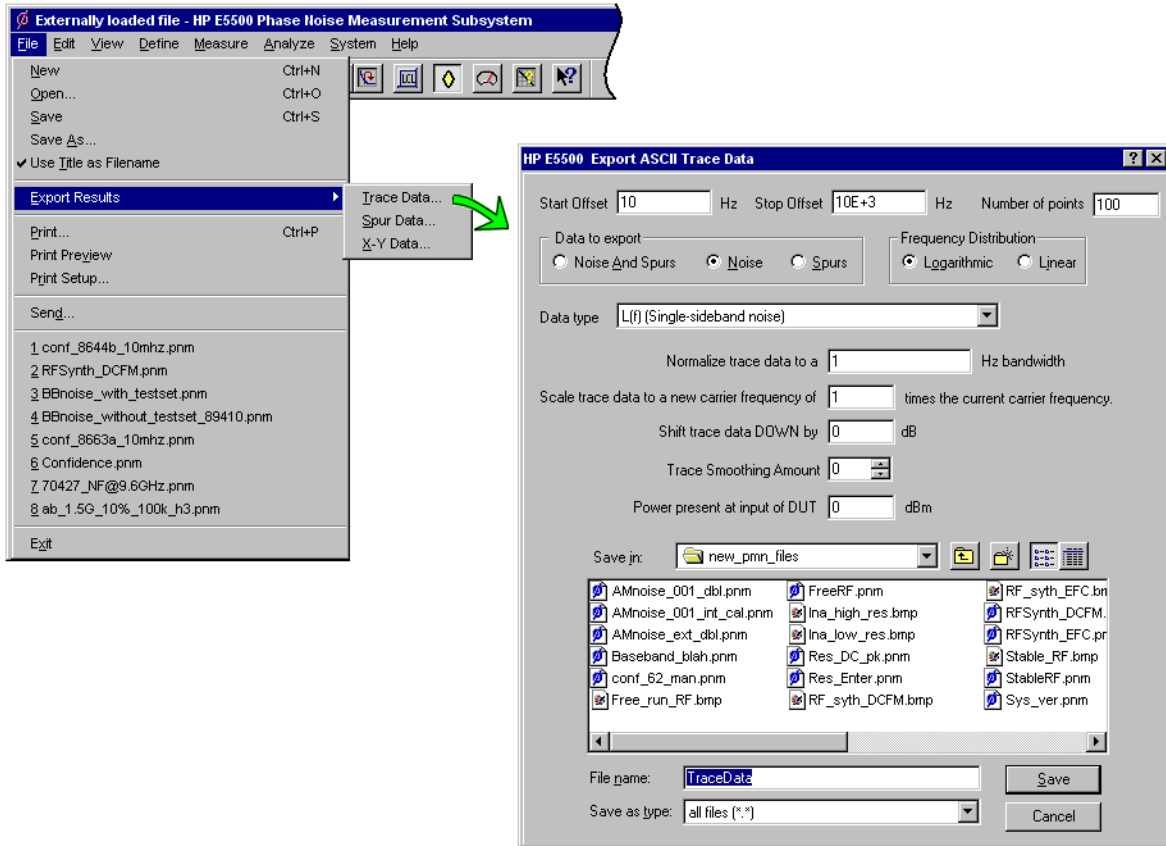 Externally loaded file - HP E5500 Phase Noise Measurement Subsystem
File Edit View Define Measure Analyze System Help
New Ctrl+N
Open... Ctrl+O
Save Ctrl+S
Save As...
Use Title as Filename
Export Results
Trace Data...
Spur Data...
X-Y Data...
Print... Ctrl+P
Print Preview
Print Setup...
Send...
1 conf_8644b_10mhz.pnm
2 RFSynth_DCFM.pnm
3 BBnoise_with_testset.pnm
4 BBnoise_without_testset_89410.pnm
5 conf_8663a_10mhz.pnm
6 Confidence.pnm
7 70427_NF@9.6GHz.pnm
8 ab_1.5G_10%_100k_h3.pnm
Exit
HP E5500 Export ASCII Trace Data
Start Offset 10 Hz Stop Offset 10E+3 Hz Number of points 100
Data to export Frequency Distribution
Noise And Spurs Noise Spurs Logarithmic Linear
Data type L(f) (Single-sideband noise)
Normalize trace data to a 1 Hz bandwidth
Scale trace data to a new carrier frequency of 1 times the current carrier frequency.
Shift trace data DOWN by 0 dB
Trace Smoothing Amount 0
Power present at input of DUT 0 dBm
Save in: new_pmn_files
AMnoise_001_dbl.pnm FreeRF.pnm RF_syth_EFC.bm
AMnoise_001_int_cal.pnm lna_high_res.bmp RFSynth_DCFM.
AMnoise_ext_dbl.pnm lna_low_res.bmp RFSynth_EFC.pr
Baseband_blah.pnm Res_DC_pk.pnm Stable_RF.bmp
conf_62_man.pnm Res_Enter.pnm StableRF.pnm
Free_run_RF.bmp RF_syth_DCFM.bmp Sys_ver.pnm
File name: TraceData Save
Save as type: all files (*.*) Cancel